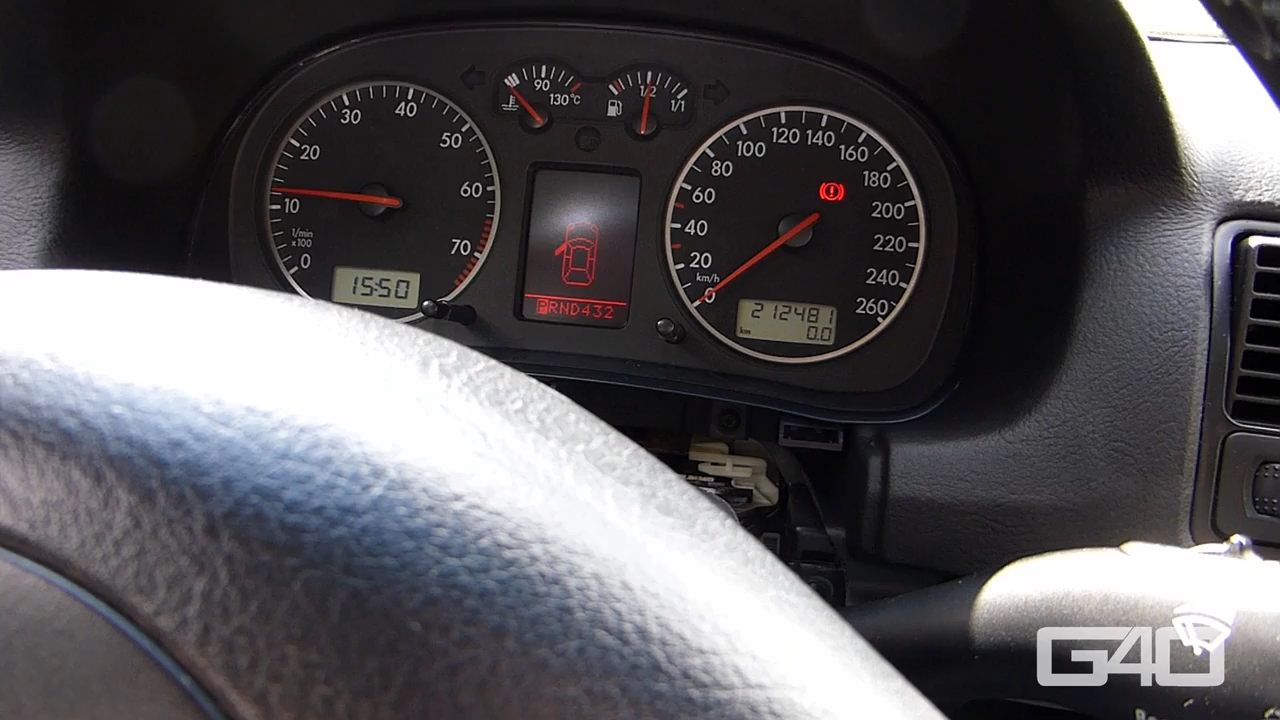 0 10 20 30 40 50 60 70
1/min
x100
15:50
90
130°C
1/2
1/1
PRND432
0 20 40 60 80 100 120 140 160 180 200 220 240 260
km/h
212481
km 0.0
G40